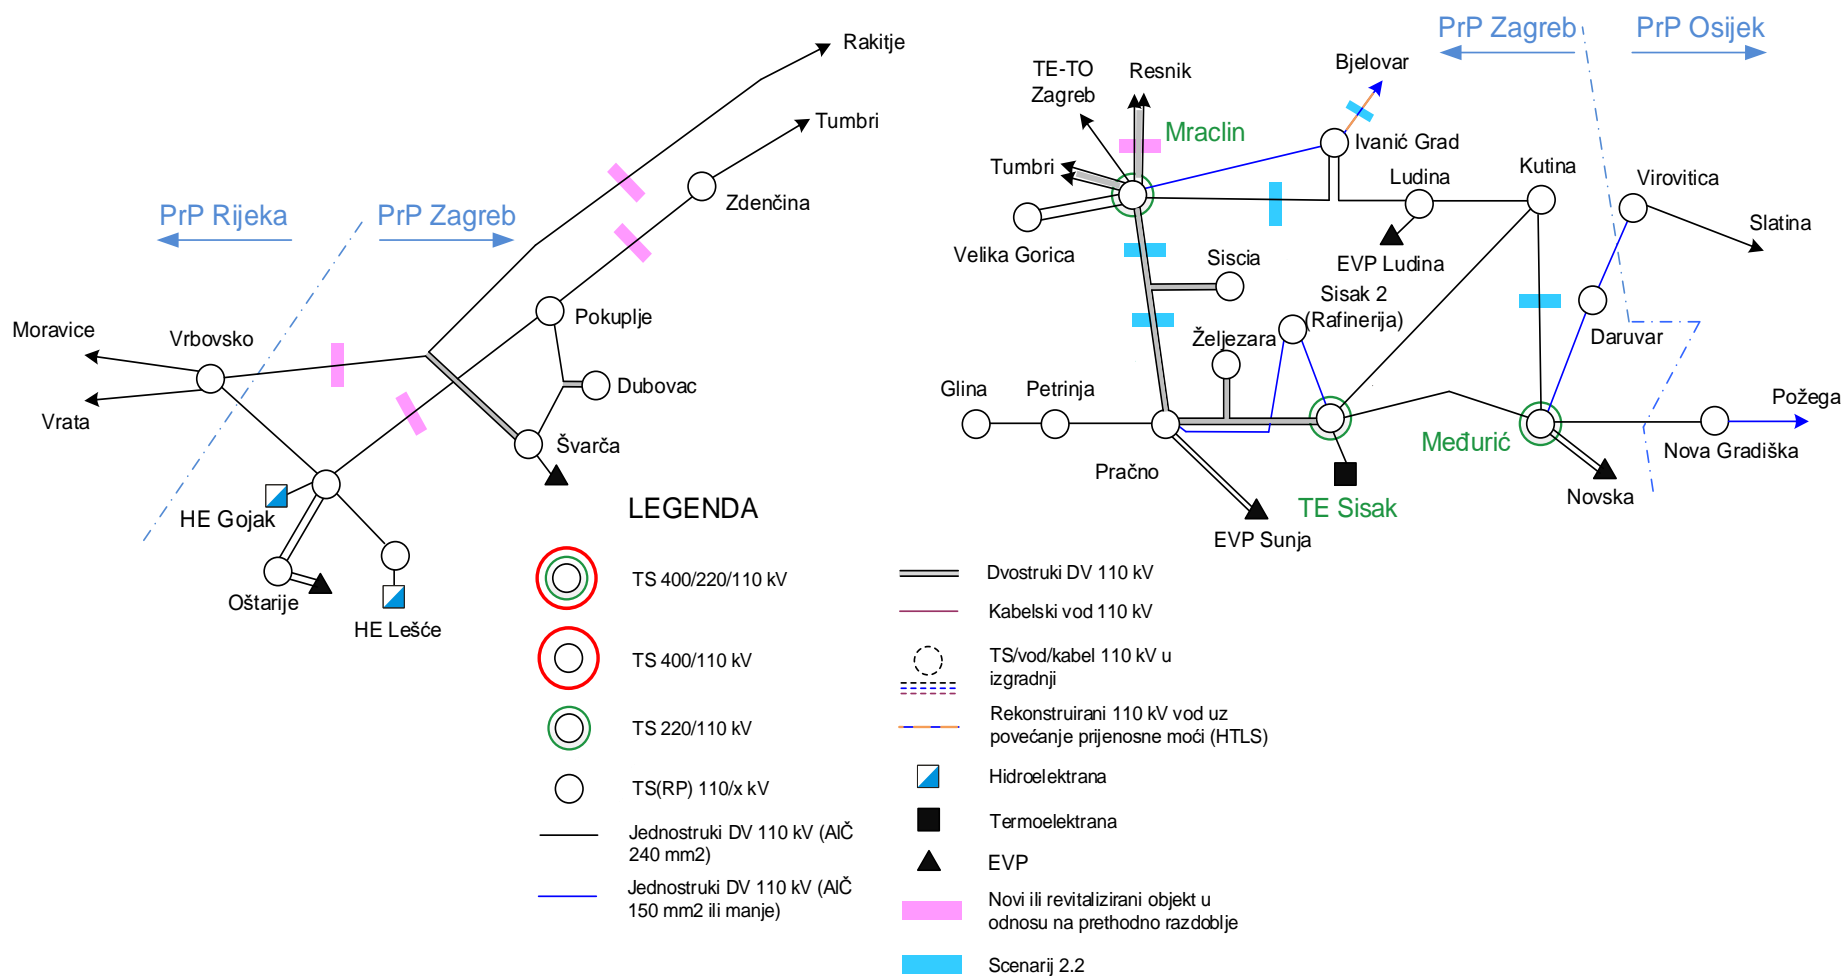 Rakitje
Tumbri
Zdenčina
PrP Rijeka
PrP Zagreb
Pokuplje
Moravice
Vrbovsko
Vrata
Dubovac
Švarča
HE Gojak
Oštarije
HE Lešće
PrP Zagreb
PrP Osijek
TE-TO
Zagreb
Resnik
Bjelovar
Mraclin
Ivanić Grad
Tumbri
Ludina
Kutina
Virovitica
Slatina
Velika Gorica
EVP Ludina
Siscia
Sisak 2
(Rafinerija)
Daruvar
Željezara
Glina
Petrinja
Požega
Međurić
Nova Gradiška
Pračno
Novska
TE Sisak
EVP Sunja
LEGENDA
TS 400/220/110 kV
TS 400/110 kV
TS 220/110 kV
TS(RP) 110/x kV
Jednostruki DV 110 kV (AlČ
240 mm2)
Jednostruki DV 110 kV (AlČ
150 mm2 ili manje)
Dvostruki DV 110 kV
Kabelski vod 110 kV
TS/vod/kabel 110 kV u
izgradnji
Rekonstruirani 110 kV vod uz
povećanje prijenosne moći (HTLS)
Hidroelektrana
Termoelektrana
EVP
Novi ili revitalizirani objekt u
odnosu na prethodno razdoblje
Scenarij 2.2